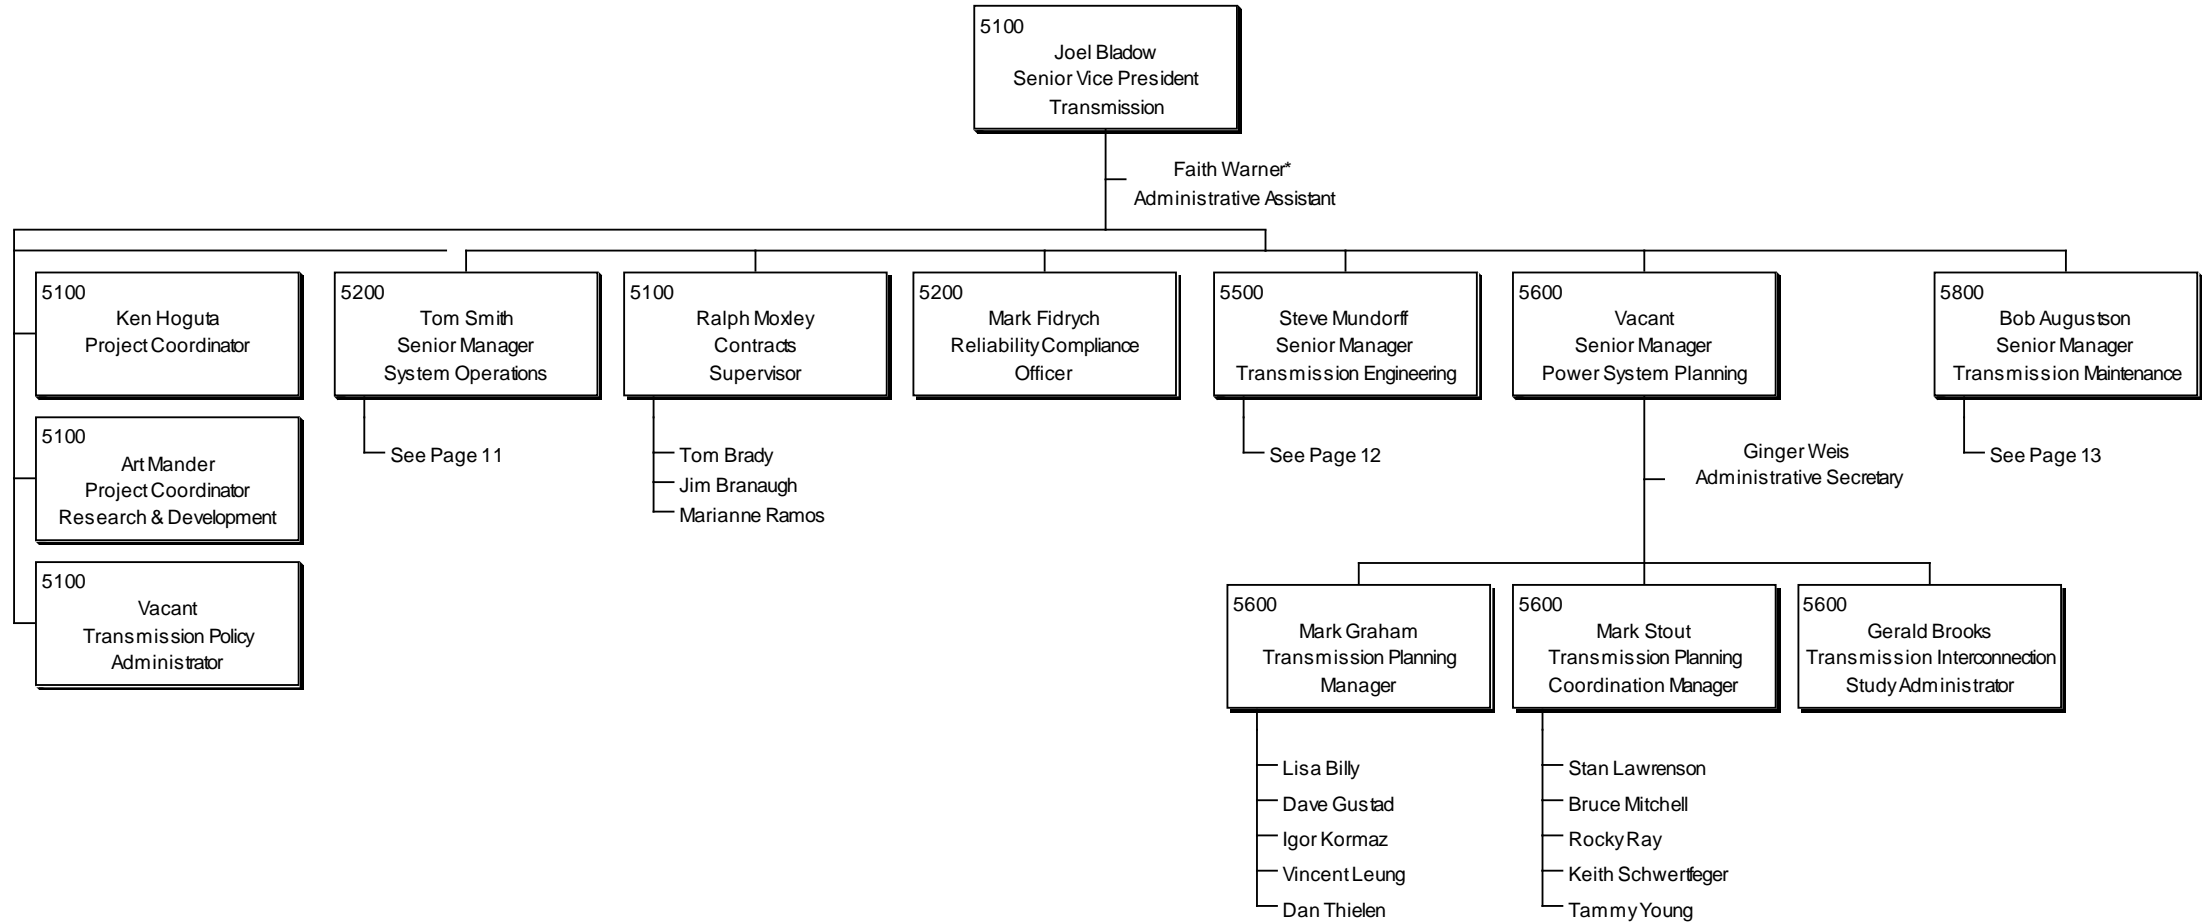 5100
Joel Bladow
Senior Vice President
Transmission
Faith Warner*
Administrative Assistant
5100
Ken Hoguta
Project Coordinator
5100
Art Mander
Project Coordinator
Research & Development
5100
Vacant
Transmission Policy
Administrator
5200
Tom Smith
Senior Manager
System Operations
See Page 11
5100
Ralph Moxley
Contracts
Supervisor
Tom Brady
Jim Branaugh
Marianne Ramos
5200
Mark Fidrych
Reliability Compliance
Officer
5500
Steve Mundorff
Senior Manager
Transmission Engineering
See Page 12
5600
Vacant
Senior Manager
Power System Planning
Ginger Weis
Administrative Secretary
5800
Bob Augustson
Senior Manager
Transmission Maintenance
See Page 13
5600
Mark Graham
Transmission Planning
Manager
Lisa Billy
Dave Gustad
Igor Kormaz
Vincent Leung
Dan Thielen
5600
Mark Stout
Transmission Planning
Coordination Manager
Stan Lawrenson
Bruce Mitchell
Rocky Ray
Keith Schwertfeger
Tammy Young
5600
Gerald Brooks
Transmission Interconnection
Study Administrator